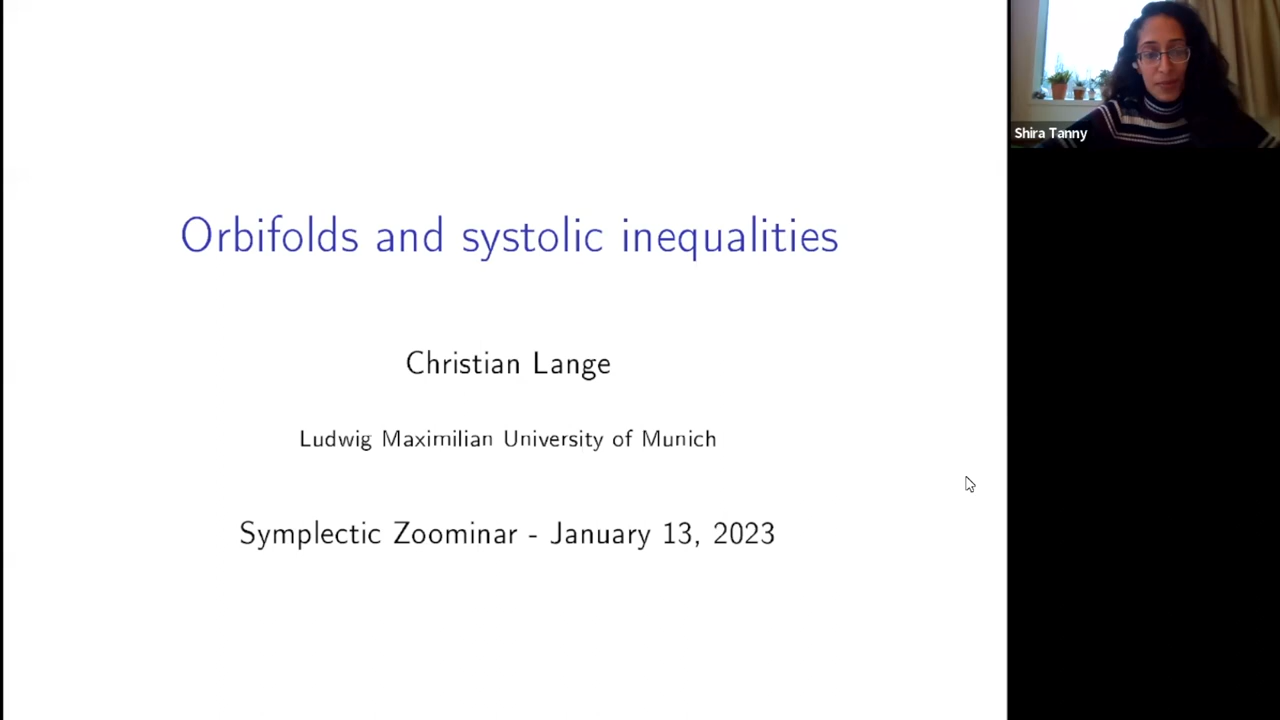 Orbifolds and systolic inequalities
Christian Lange
Ludwig Maximilian University of Munich
Symplectic Zoominar - January 13, 2023
Shira Tanny